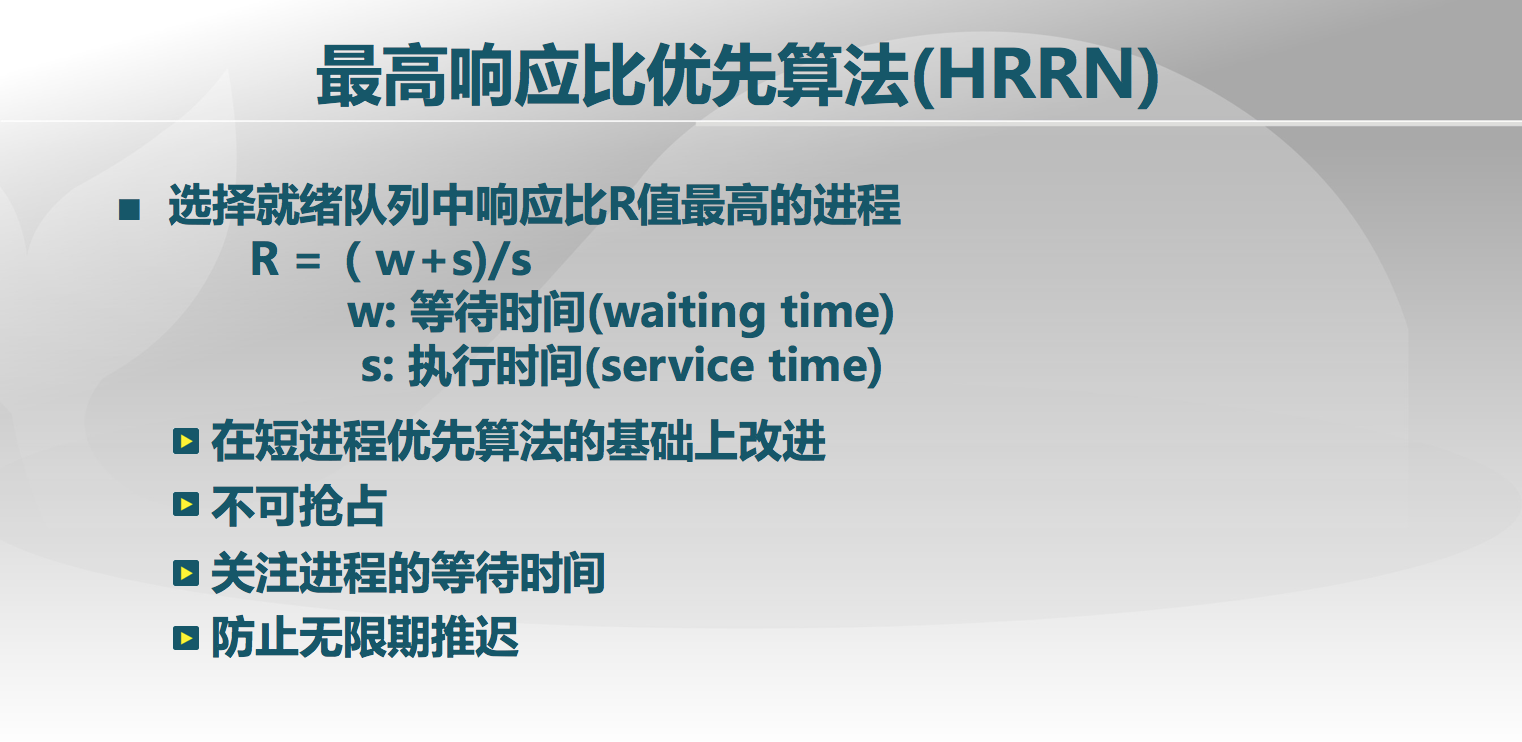 最高响应比优先算法(HRRN)
选择就绪队列中响应比R值最高的进程
R = ( w+s)/s
w: 等待时间(waiting time)
s: 执行时间(service time)
在短进程优先算法的基础上改进
不可抢占
关注进程的等待时间
防止无限期推迟